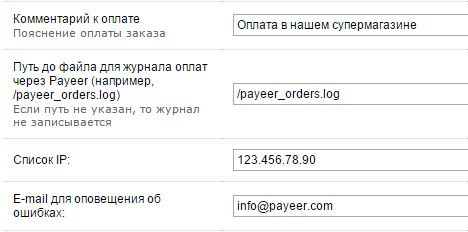 Комментарий к оплате
Пояснение оплаты заказа
Оплата в нашем супермагазине
Путь до файла для журнала оплат
через Payeer (например,
/payeer_orders.log)
Если путь не указан, то журнал
не записывается
/payeer_orders.log
Список IP:
123.456.78.90
E-mail для оповещения об
ошибках:
info@payeer.com